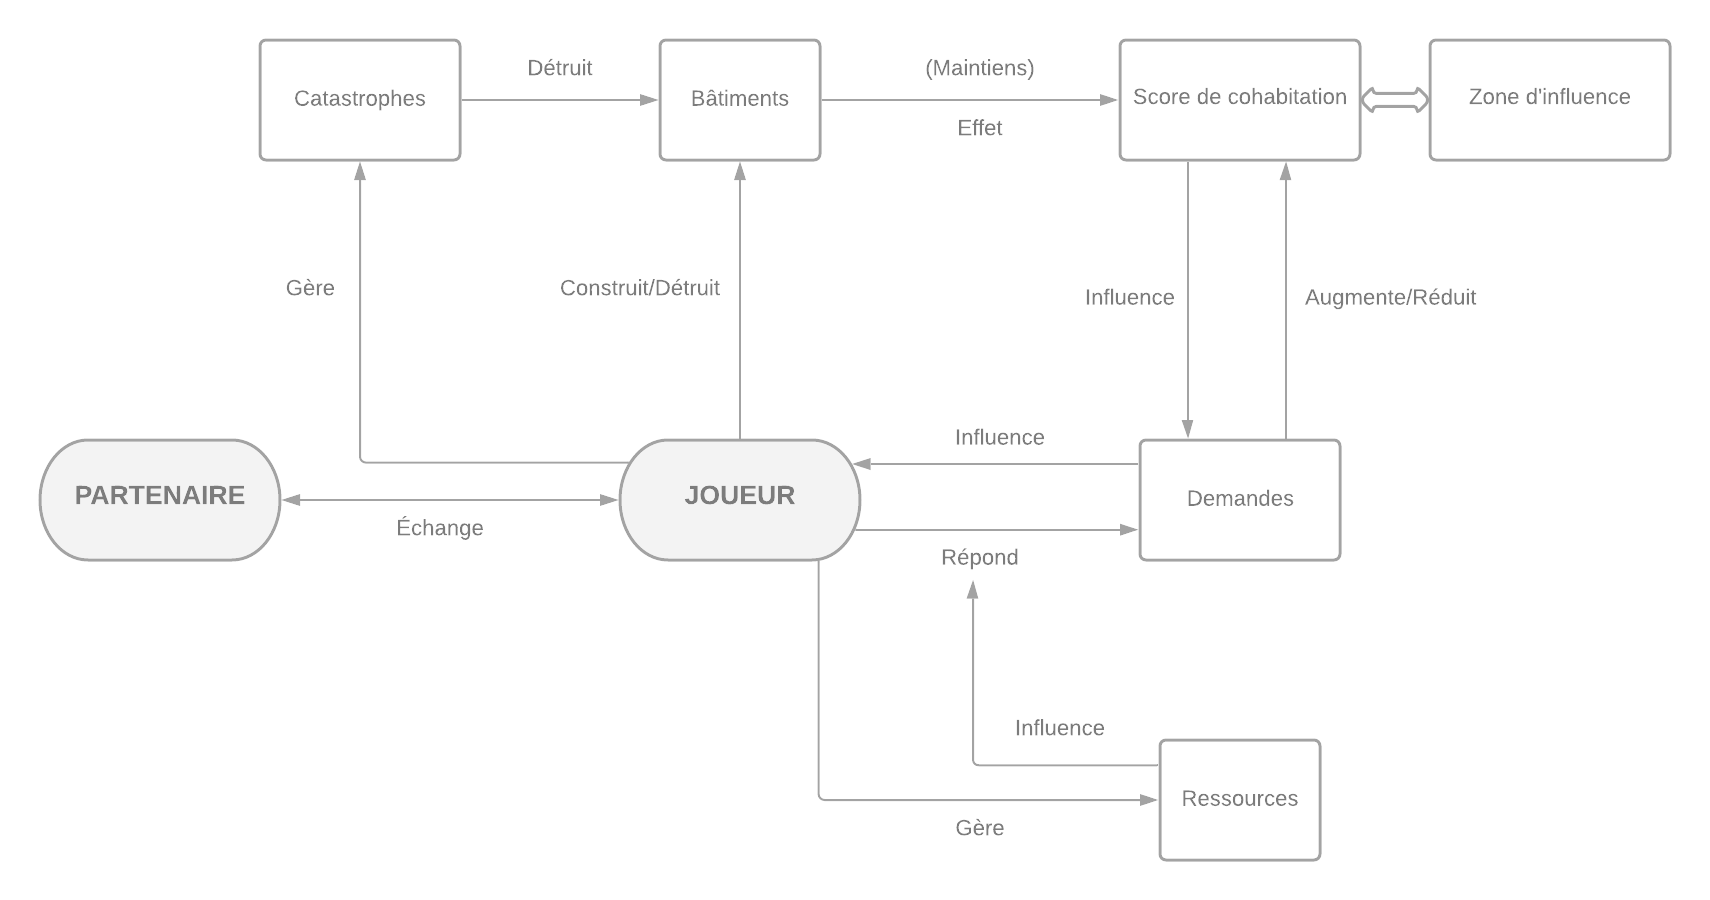 Catastrophes
Détruit
Bâtiments
(Maintiens)
Effet
Score de cohabitation
Zone d'influence
Gère
Construit/Détruit
Influence
Augmente/Réduit
PARTENAIRE
Échange
JOUEUR
Influence
Répond
Demandes
Influence
Gère
Ressources